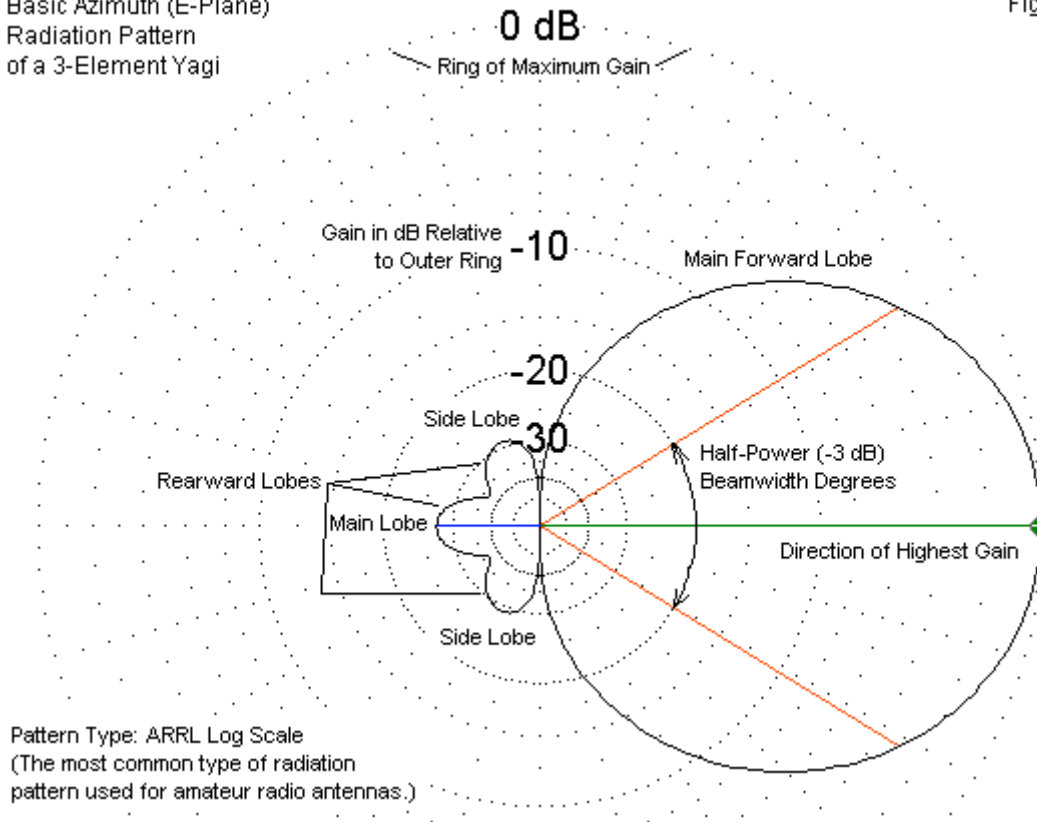 Basic Azimuth (E-Plane)
Radiation Pattern
of a 3-Element Yagi
0 dB
Fig
Ring of Maximum Gain
Gain in dB Relative
to Outer Ring
-10
Main Forward Lobe
-20
Side Lobe
-30
Half-Power (-3 dB)
Beamwidth Degrees
Rearward Lobes
Main Lobe
Direction of Highest Gain
Side Lobe
Pattern Type: ARRL Log Scale
(The most common type of radiation
pattern used for amateur radio antennas.)